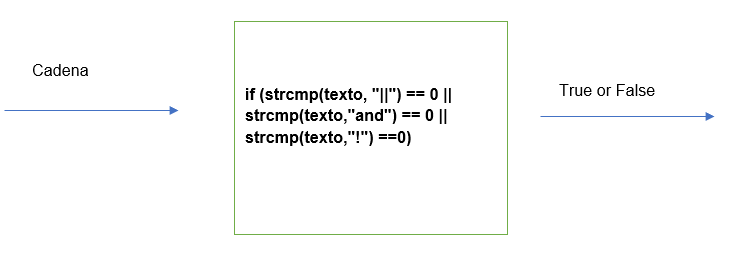 Cadena
if (strcmp(texto, "||") == 0 ||
strcmp(texto,"and") == 0 ||
strcmp(texto,"!") ==0)
True or False